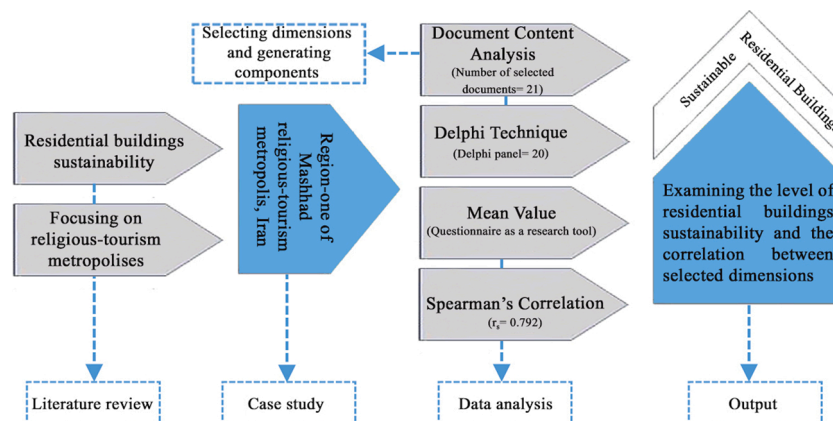 Selecting dimensions
and generating
components
Residential buildings
sustainability
Focusing on
religious-tourism
metropolises
Region-one of
Mashhad
religious-tourism
metropolis, Iran
Document Content
Analysis
(Number of selected
documents= 21)
Delphi Technique
(Delphi panel= 20)
Mean Value
(Questionnaire as a research tool)
Spearman's Correlation
(rs= 0.792)
Sustainable
Residential Buildings
Examining the level of
residential buildings
sustainability and the
correlation between
selected dimensions
Literature review
Case study
Data analysis
Output